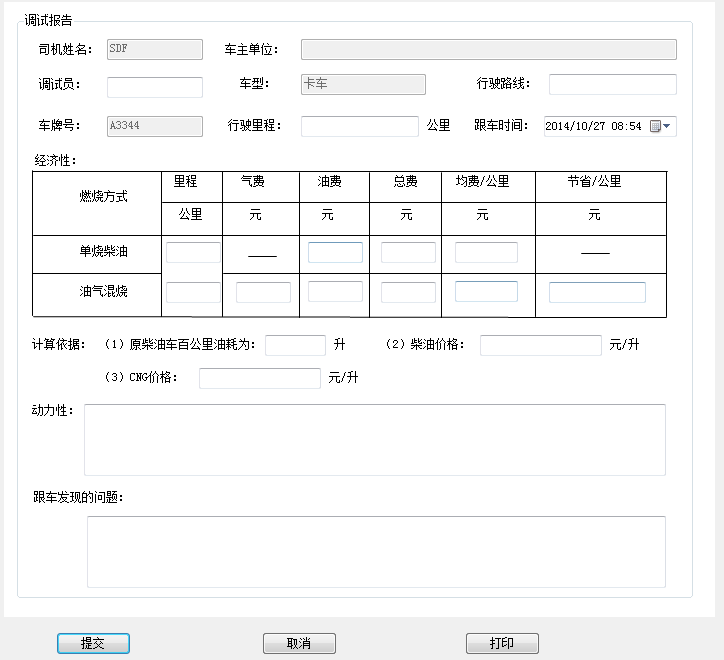 调试报告
司机姓名： SDF 车主单位：
调试员： 车型： 卡车 行驶路线：
车牌号： A3344 行驶里程： 公里 跟车时间： 2014/10/27 08:54
经济性：
燃烧方式 里程 气费 油费 总费 均费/公里 节省/公里
公里 元 元 元 元 元
单烧柴油 —— ——
油气混烧
计算依据： （1）原柴油车百公里油耗为： 升 （2）柴油价格： 元/升
（3）CNG价格： 元/升
动力性：
跟车发现的问题：
提交 取消 打印